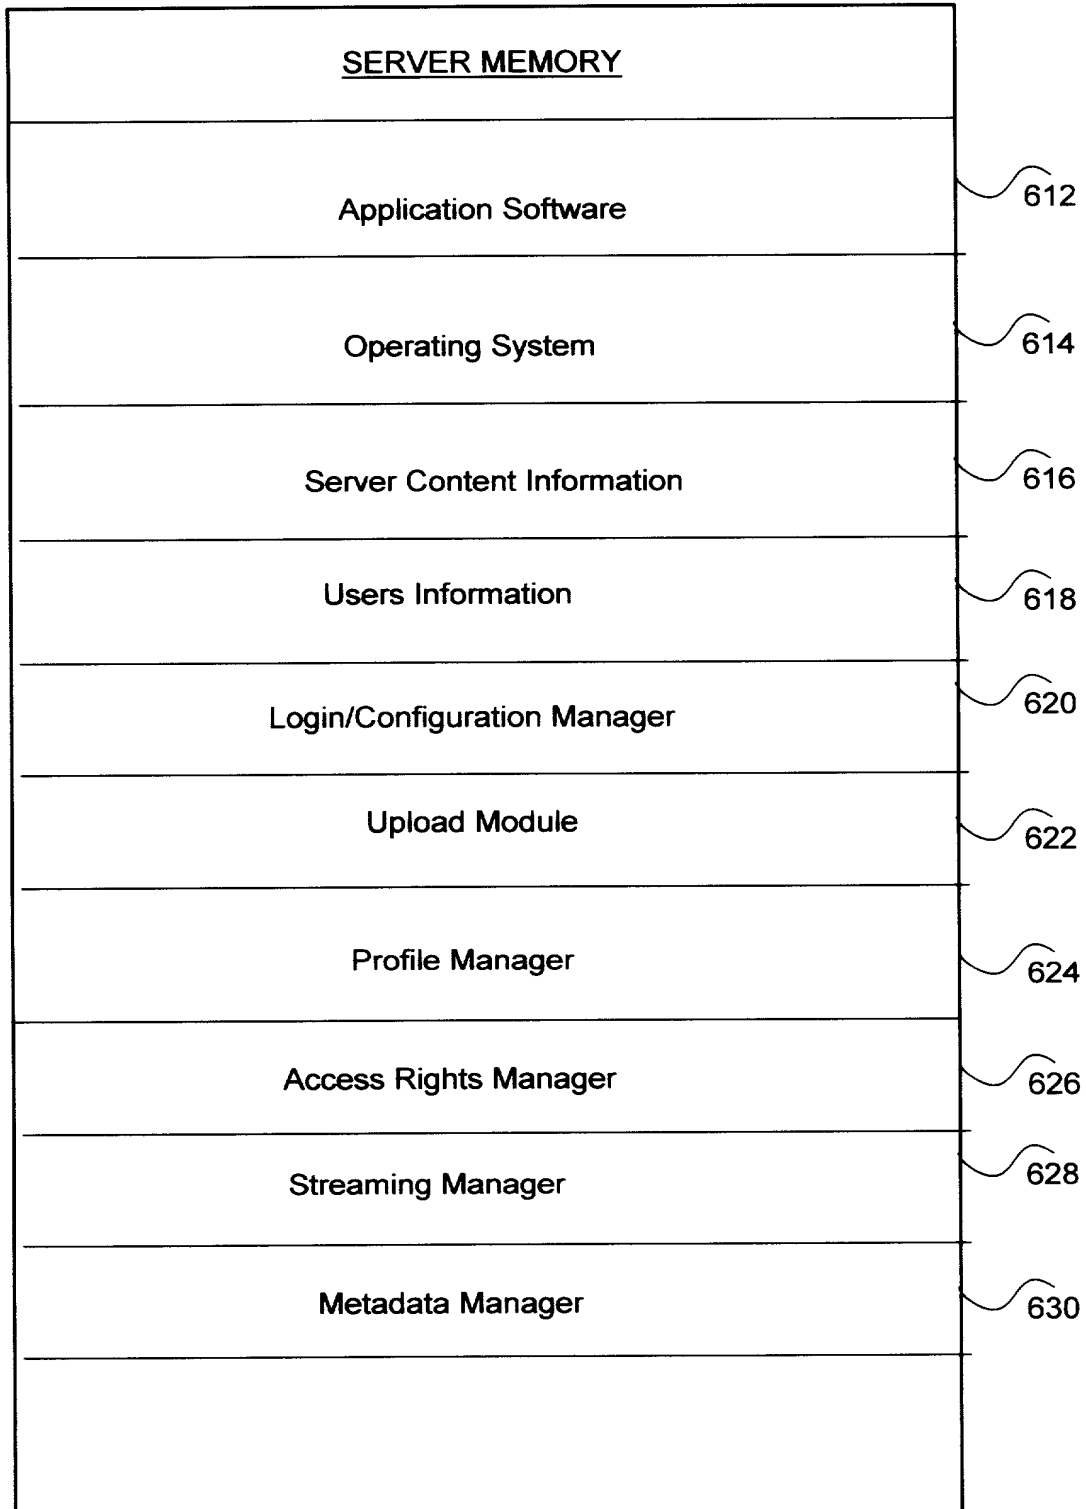 SERVER MEMORY
Application Software
612
Operating System
614
Server Content Information
616
Users Information
618
Login/Configuration Manager
620
Upload Module
622
Profile Manager
624
Access Rights Manager
626
Streaming Manager
628
Metadata Manager
630